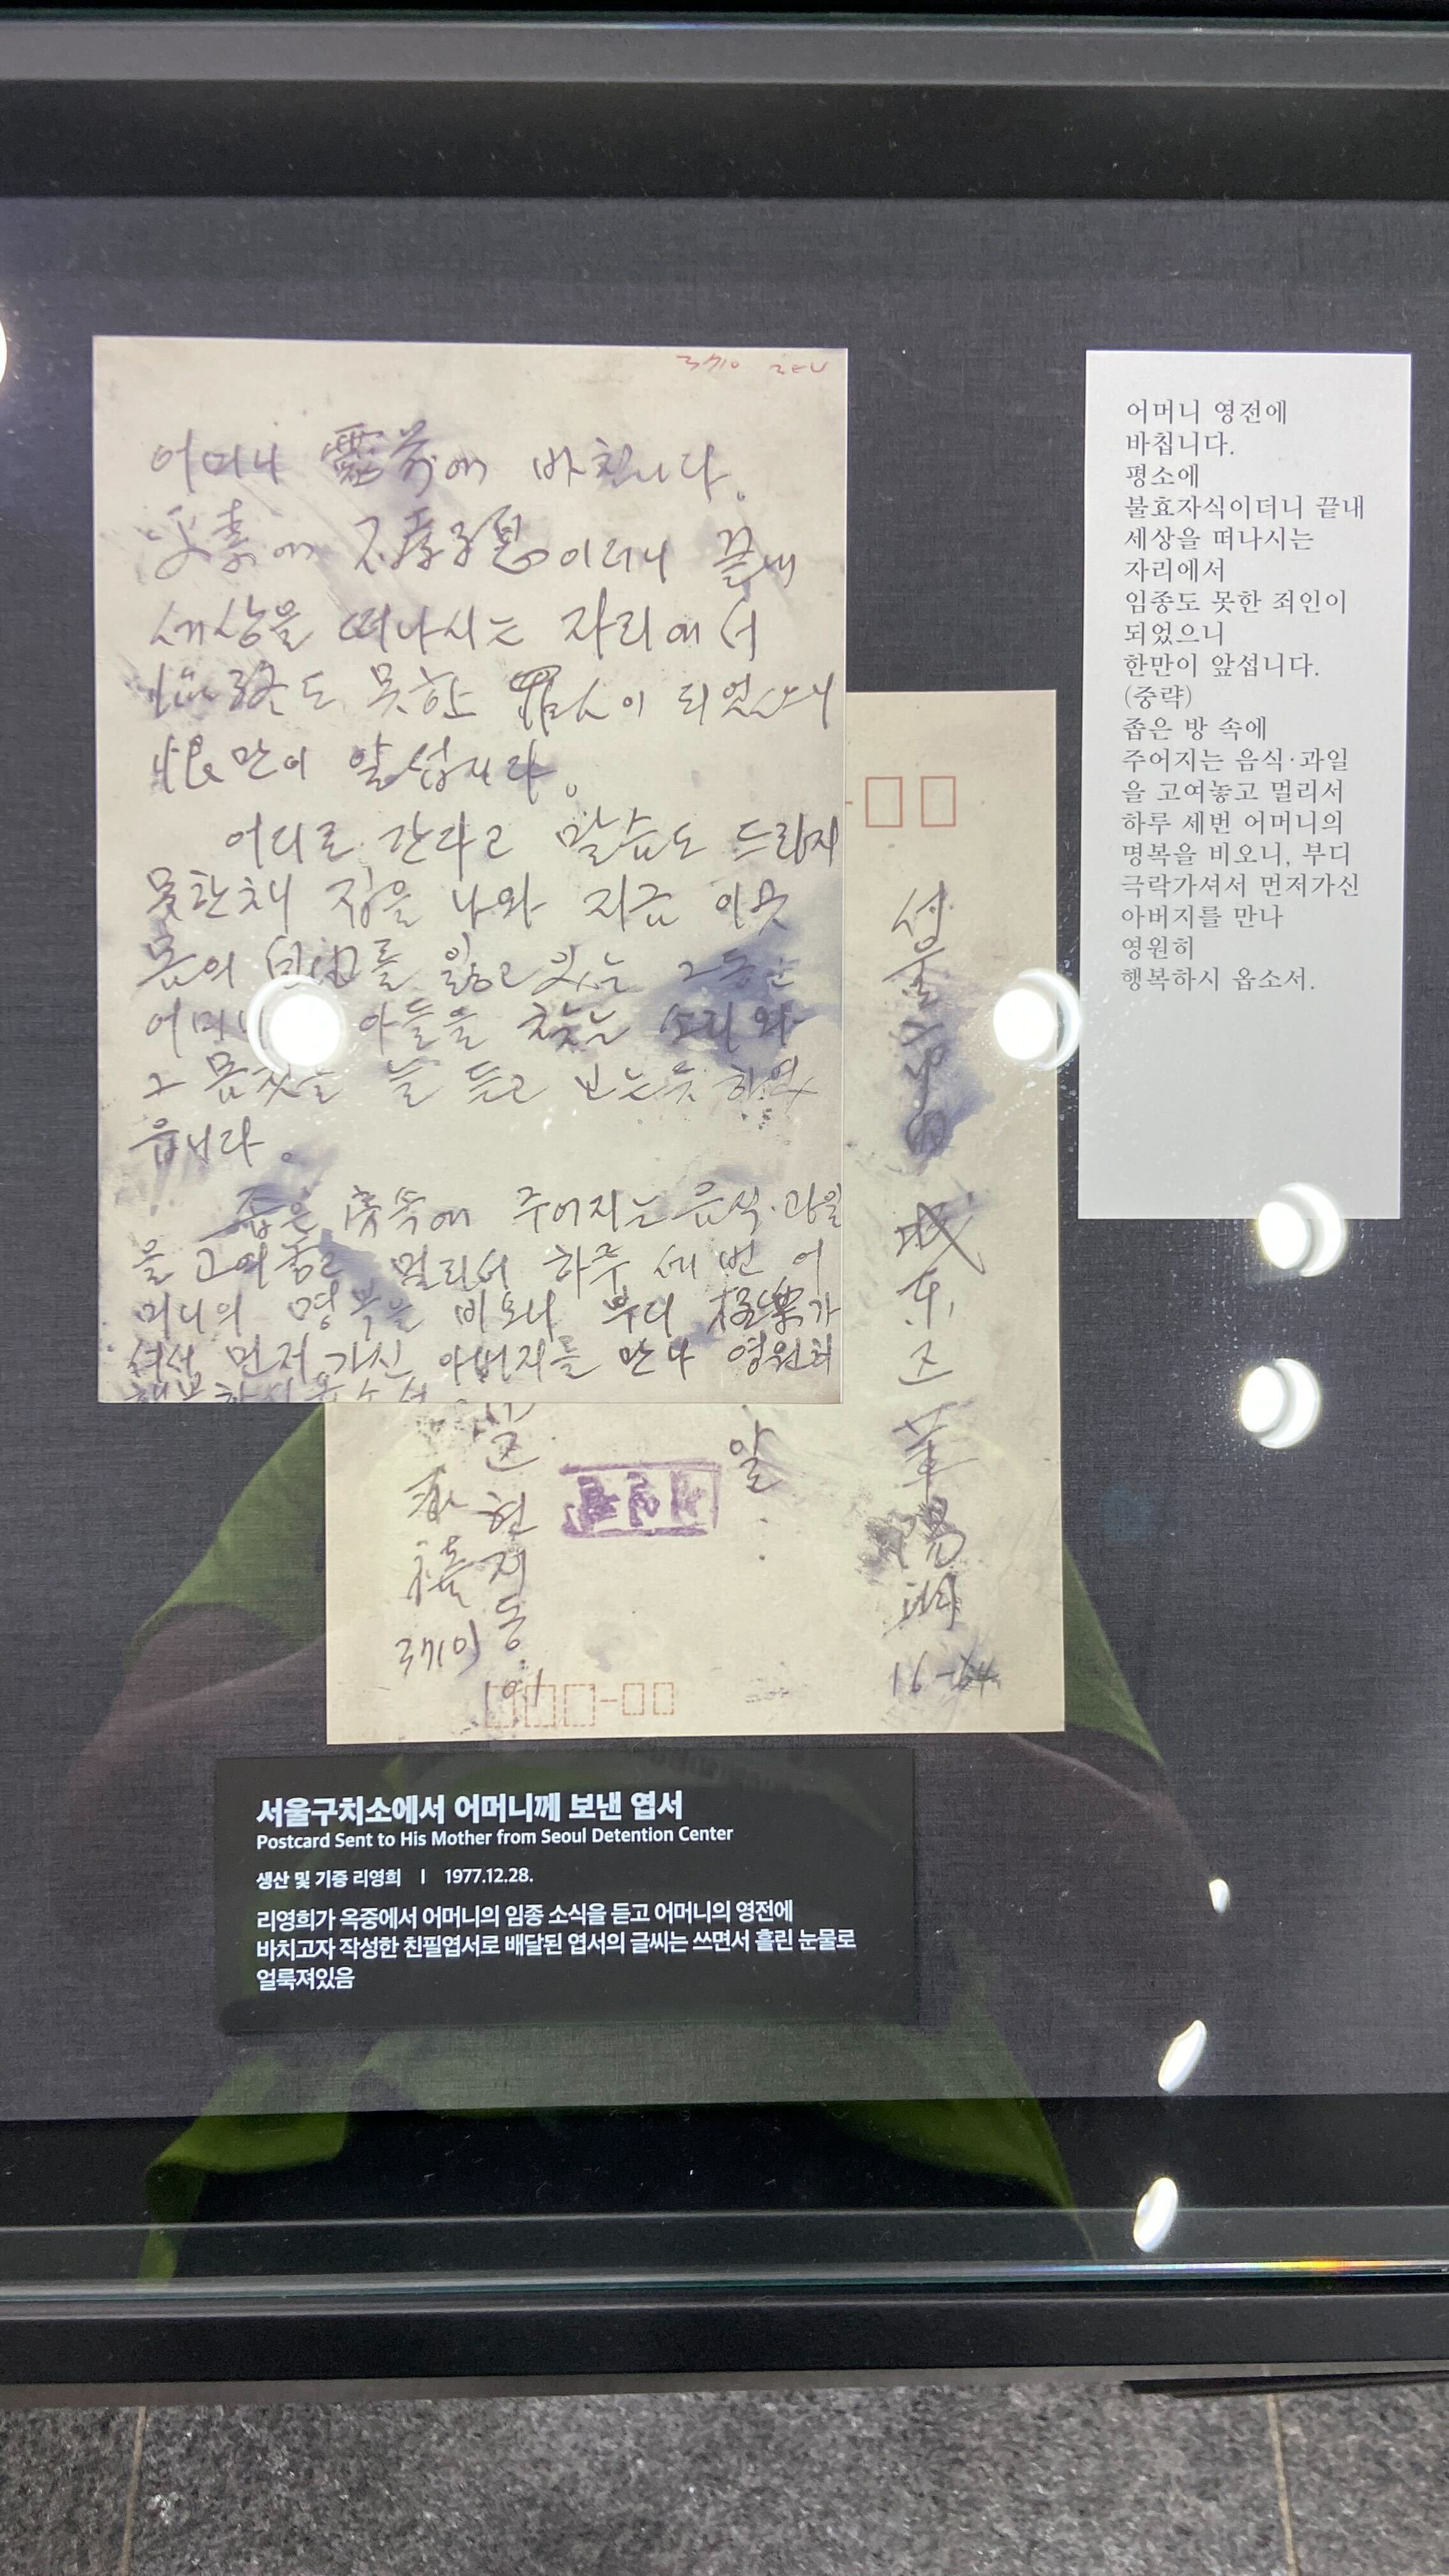 어머니 靈前에 바칩니다.
平素에 不孝子息이더니 끝내
세상을 떠나시는 자리에서
臨終도 못한 罪人이 되었으니
恨만이 앞섭니다.
어디로 간다고 말씀도 드리지
못한채 집을 나와 지금 이곳
몸의 自由를 잃고 있는 그동안
어머니 아들을 찾는 소리와
그 몸짓을 늘 듣고 보는듯 하였
읍니다.
좁은 房속에 주어지는 음식·과일
을 고여놓고 멀리서 하루 세 번 어
머니의 명복을 비오니 부디 極樂가
셔서 먼저 가신 아버지를 만나 영원히
행복하시옵소서
서울
城東区 華陽洞
16-64
현저동
101
어머니 영전에
바칩니다.
평소에
불효자식이더니 끝내
세상을 떠나시는
자리에서
임종도 못한 죄인이
되었으니
한만이 앞섭니다.
(중략)
좁은 방 속에
주어지는 음식·과일
을 고여놓고 멀리서
하루 세번 어머니의
명복을 비오니, 부디
극락가셔서 먼저가신
아버지를 만나
영원히
행복하시 옵소서.
서울구치소에서 어머니께 보낸 엽서
Postcard Sent to His Mother from Seoul Detention Center
생산 및 기증 리영희 | 1977.12.28.
리영희가 옥중에서 어머니의 임종 소식을 듣고 어머니의 영전에
바치고자 작성한 친필엽서로 배달된 엽서의 글씨는 쓰면서 흘린 눈물로
얼룩져있음